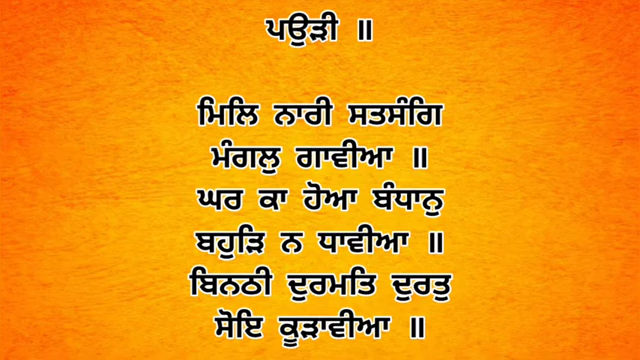 ਪਉੜੀ ॥
ਮਿਲਿ ਨਾਰੀ ਸਤਸੰਗਿ
ਮੰਗਲੁ ਗਾਵੀਆ ॥
ਘਰ ਕਾ ਹੋਆ ਬੰਧਾਨੁ
ਬਹੁੜਿ ਨ ਧਾਵੀਆ ॥
ਬਿਨਠੀ ਦੁਰਮਤਿ ਦੁਰਤੁ
ਸੋਇ ਕੂੜਾਵੀਆ ॥